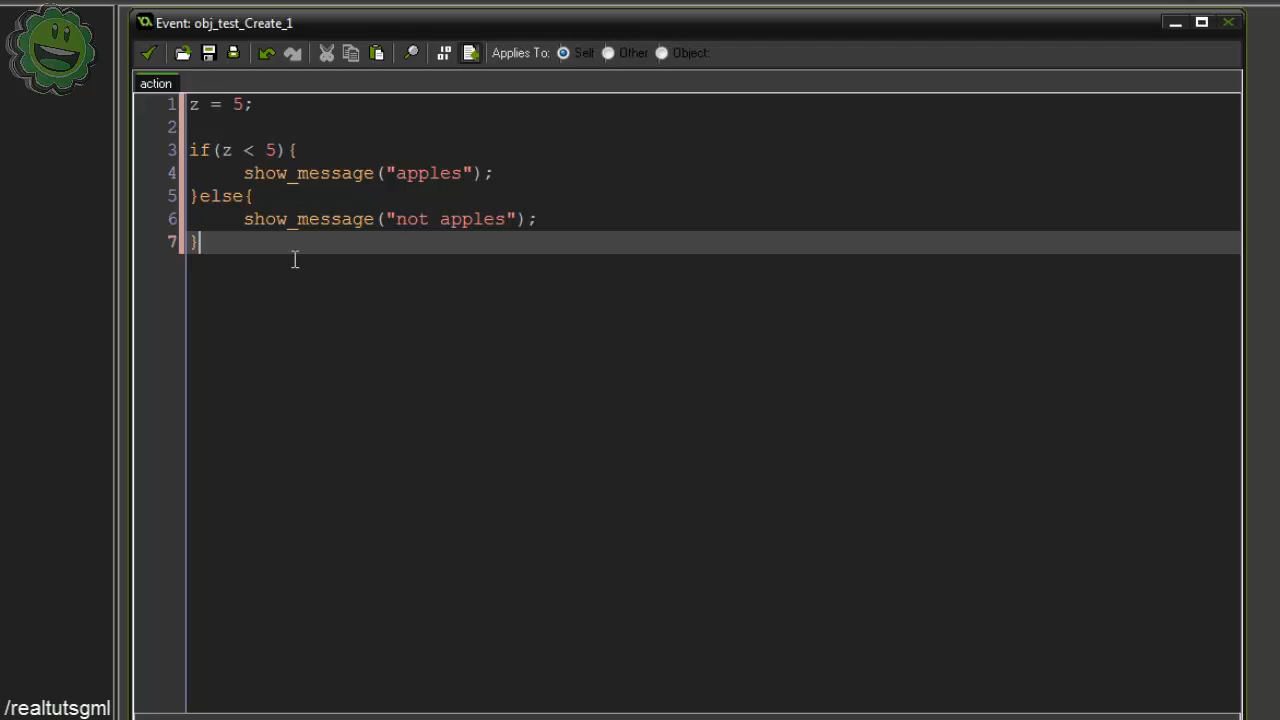 Event: obj_test_Create_1
Applies To: Self Other Object:
action
1 z = 5;
2
3 if(z < 5){
4 show_message("apples");
5 }else{
6 show_message("not apples");
7 }
/realtutsgml